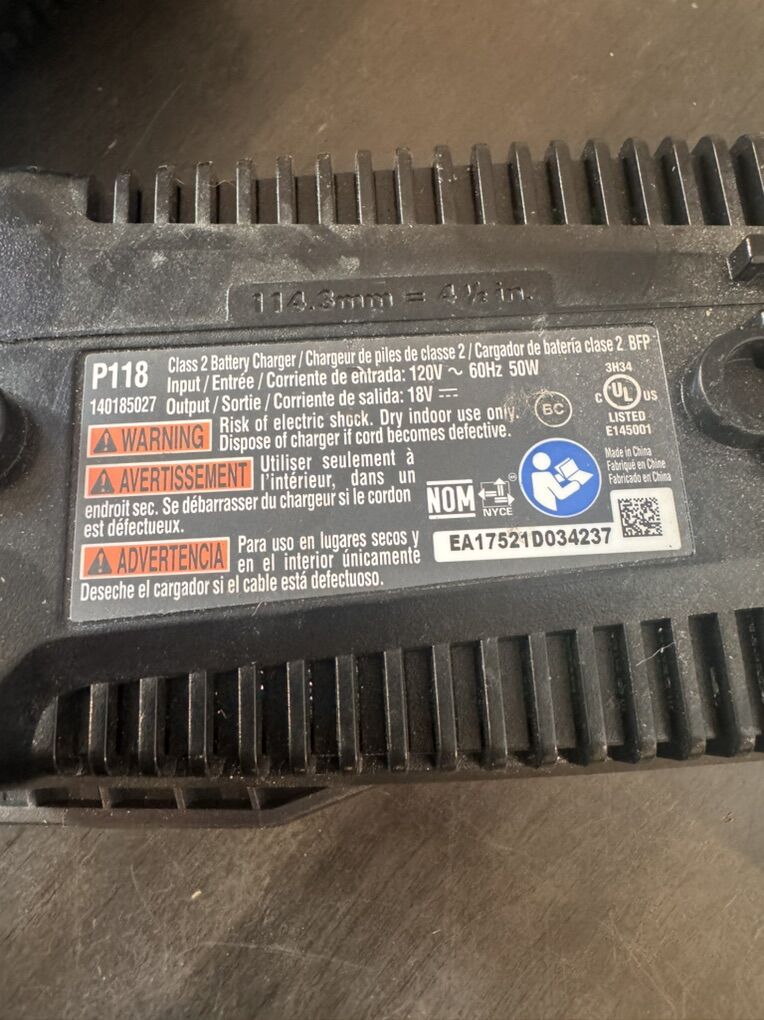 114.3mm = 4 ½ in.
P118 Class 2 Battery Charger / Chargeur de piles de classe 2 / Cargador de batería clase 2 BFP
Input / Entrée / Corriente de entrada: 120V ~ 60Hz 50W
140185027 Output / Sortie / Corriente de salida: 18V ⎓
3H34
C UL US
LISTED
E145001
BC
WARNING Risk of electric shock. Dry indoor use only.
Dispose of charger if cord becomes defective.
AVERTISSEMENT Utiliser seulement à
l'intérieur, dans un
endroit sec. Se débarrasser du chargeur si le cordon
est défectueux.
Made in China
Fabriqué en Chine
Fabricado en China
NOM
NYCE
ADVERTENCIA Para uso en lugares secos y
en el interior únicamente
Deseche el cargador si el cable está defectuoso.
EA17521D034237